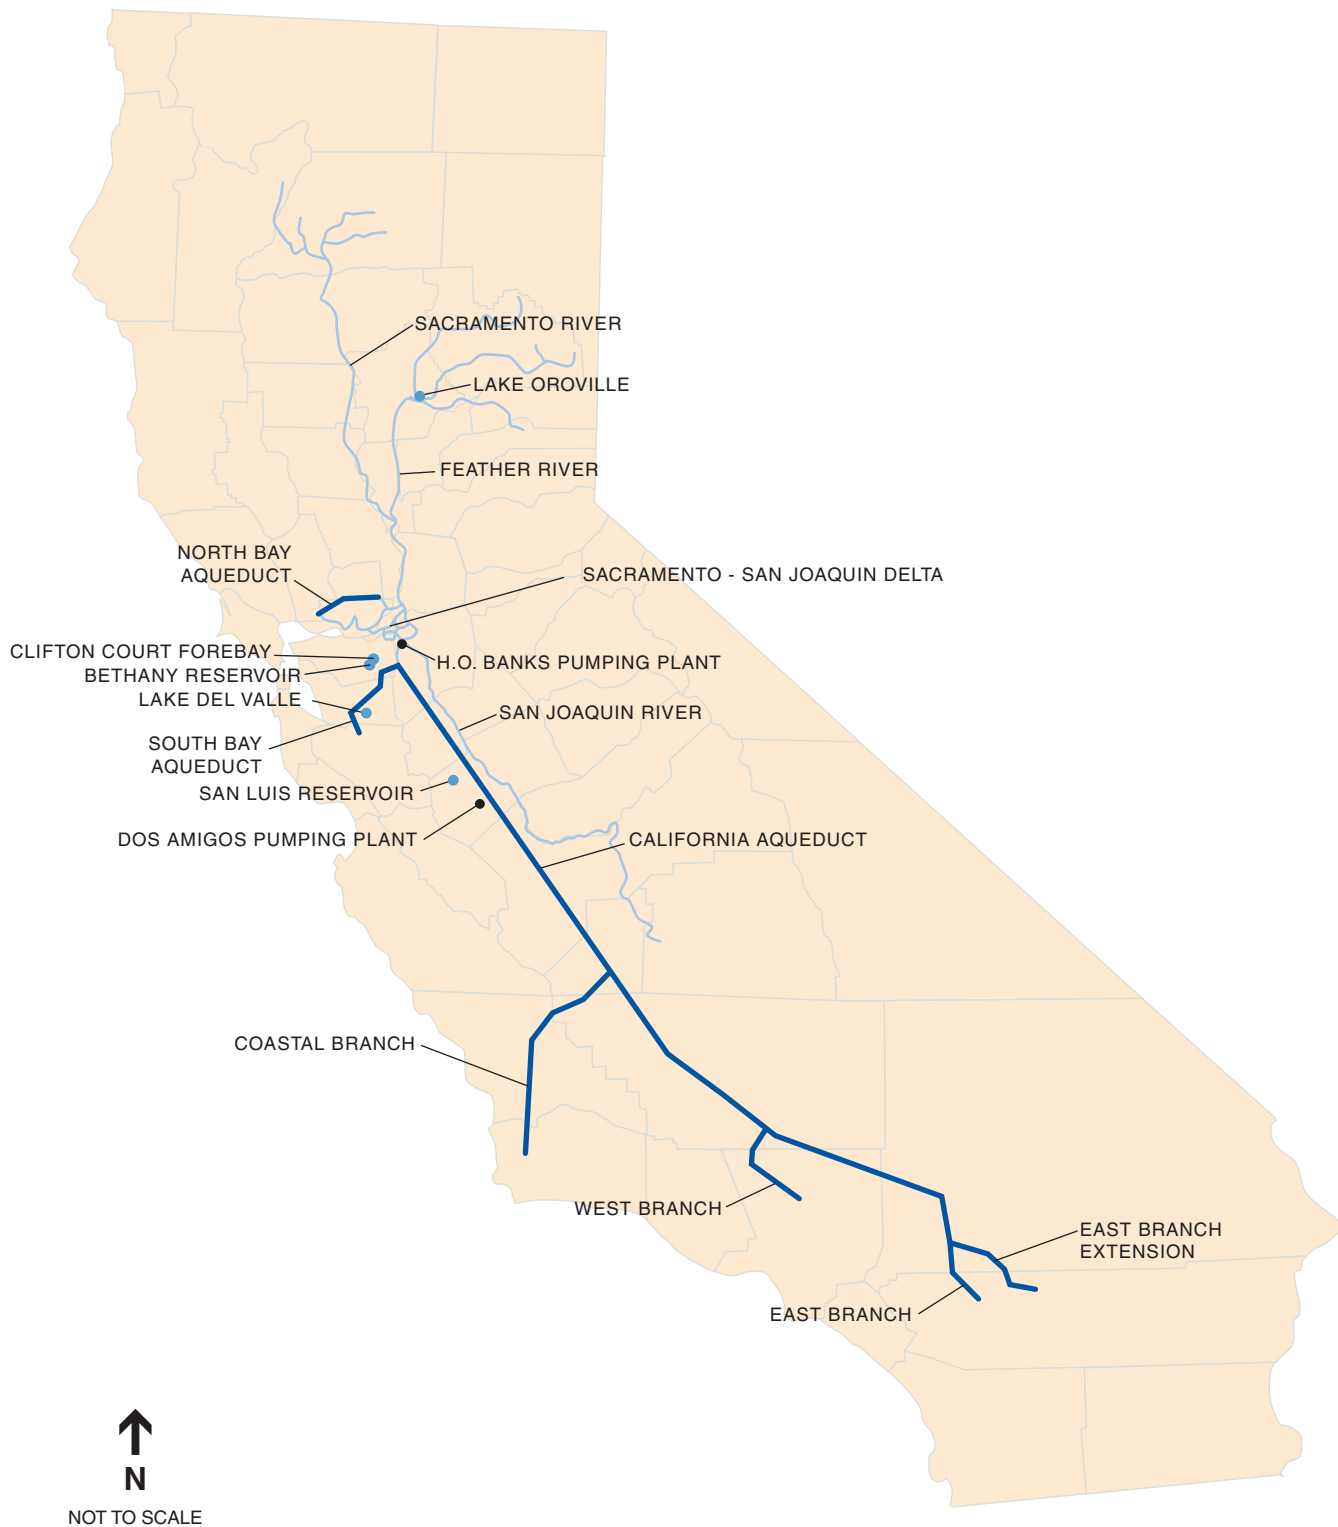 SACRAMENTO RIVER
LAKE OROVILLE
FEATHER RIVER
NORTH BAY
AQUEDUCT
SACRAMENTO - SAN JOAQUIN DELTA
CLIFTON COURT FOREBAY
H.O. BANKS PUMPING PLANT
BETHANY RESERVOIR
LAKE DEL VALLE
SAN JOAQUIN RIVER
SOUTH BAY
AQUEDUCT
SAN LUIS RESERVOIR
DOS AMIGOS PUMPING PLANT
CALIFORNIA AQUEDUCT
COASTAL BRANCH
WEST BRANCH
EAST BRANCH
EXTENSION
EAST BRANCH
N
NOT TO SCALE